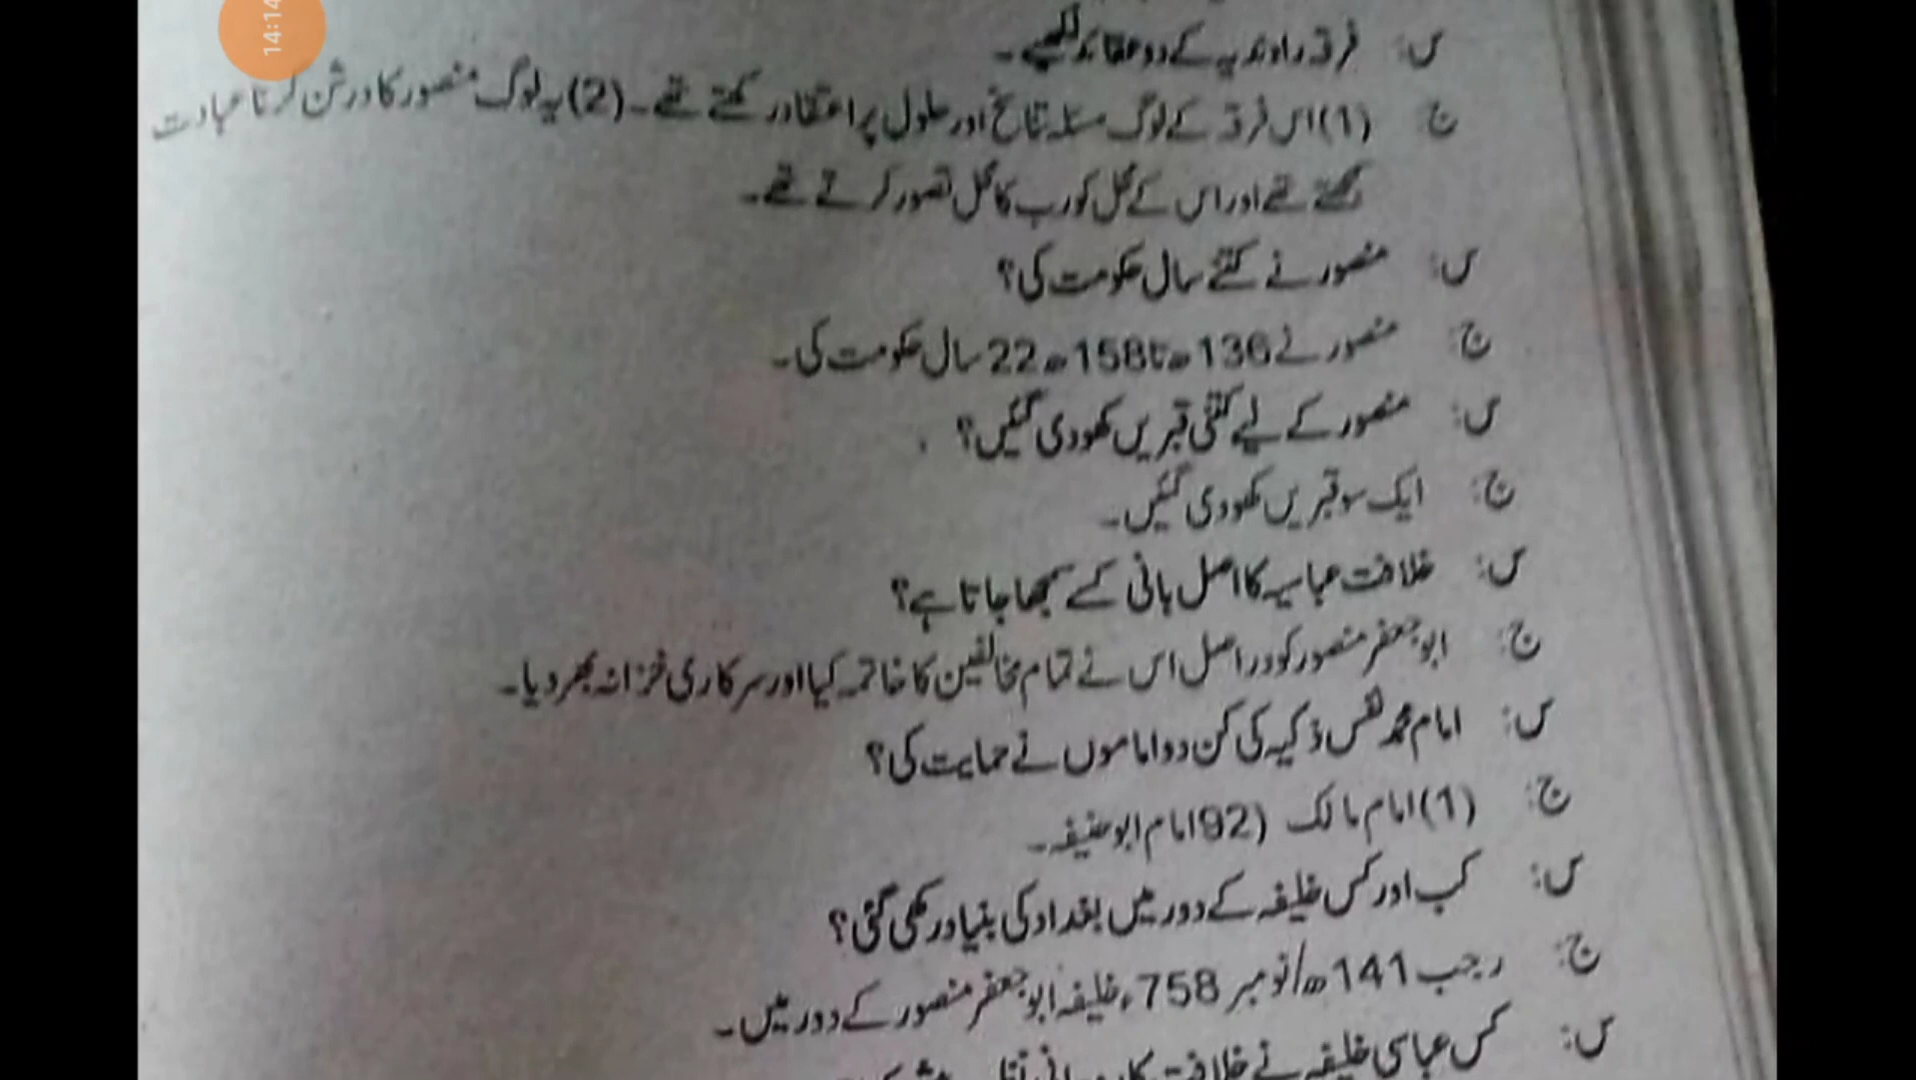 14:14
س: فرقہ راوندیہ کے دو عقائد لکھیے۔
ج: (1) اس فرقہ کے لوگ مسئلہ تناسخ اور حلول پر اعتقاد رکھتے تھے۔ (2) یہ لوگ منصور کا درشن کرنا عبادت
سمجھتے تھے اور اس کے محل کو رب کا محل تصور کرتے تھے۔
س: منصور نے کتنے سال حکومت کی؟
ج: منصور نے 136ھ تا 158ھ 22 سال حکومت کی۔
س: منصور کے لیے کتنی قبریں کھودی گئیں؟
ج: ایک سو قبریں کھودی گئیں۔
س: خلافت عباسیہ کا اصل بانی کسے سمجھا جاتا ہے؟
ج: ابو جعفر منصور کو دراصل اس نے تمام مخالفین کا خاتمہ کیا اور سرکاری خزانہ بھر دیا۔
س: امام محمد نفس ذکیہ کی کن دو اماموں نے حمایت کی؟
ج: (1) امام مالک (92 امام ابوحنیفہ۔
س: کب اور کس خلیفہ کے دور میں بغداد کی بنیاد رکھی گئی؟
ج: رجب 141ھ/نومبر 758ء خلیفہ ابو جعفر منصور کے دور میں۔
س: کس عباسی خلیفہ نے خلافت کا